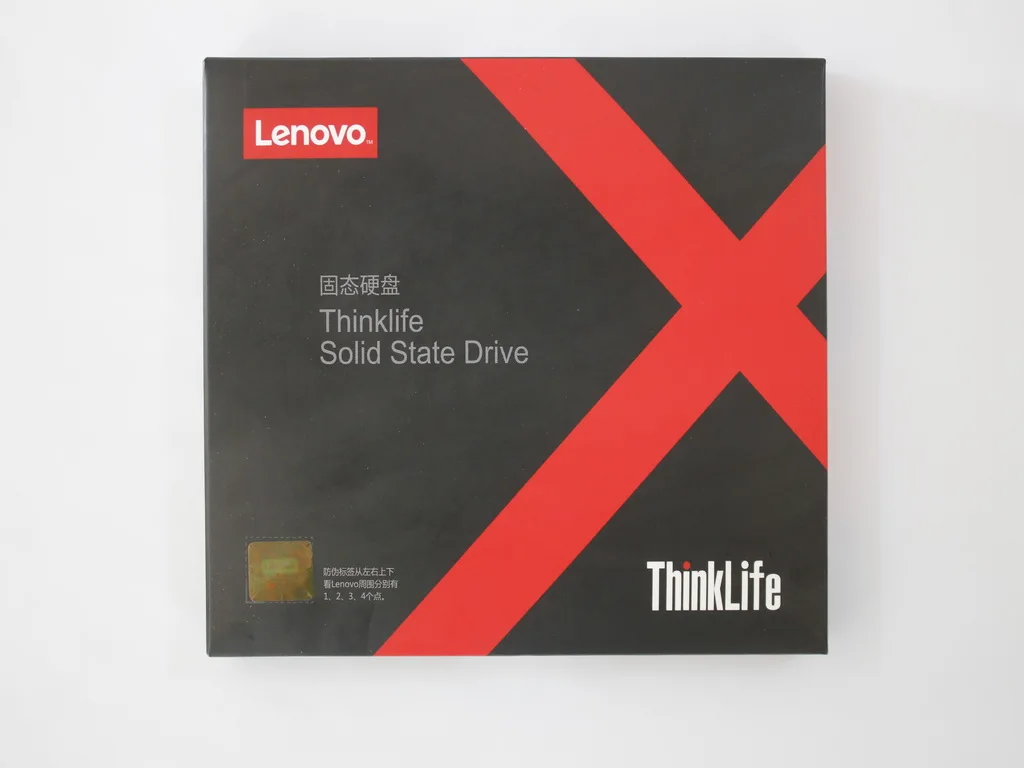 Lenovo™
固态硬盘
Thinklife
Solid State Drive
防伪标签从左右上下
看Lenovo周围分别有
1、2、3、4个点。
ThinkLife